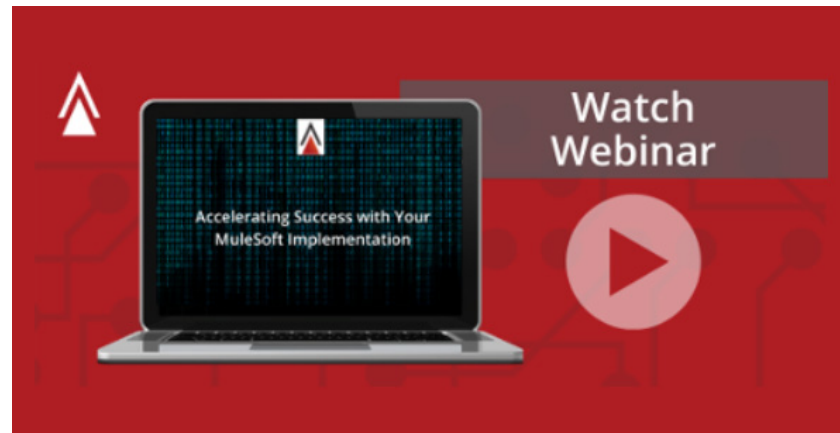 Watch
Webinar
Accelerating Success with Your
MuleSoft Implementation